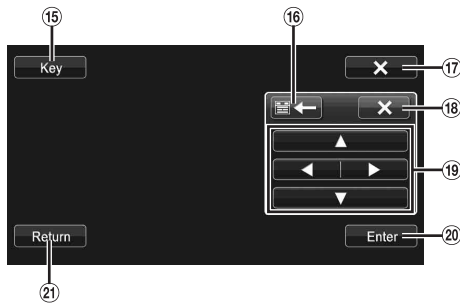 ⑮ ⑯
Key ⑰
⑱
⑲
Return Enter ⑳
㉑